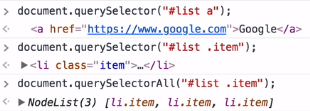 > document.querySelector("#list a");
<a href="https://www.google.com">Google</a>
> document.querySelector("#list .item");
▶<li class="item">…</li>
> document.querySelectorAll("#list .item");
▶NodeList(3) [li.item, li.item, li.item]